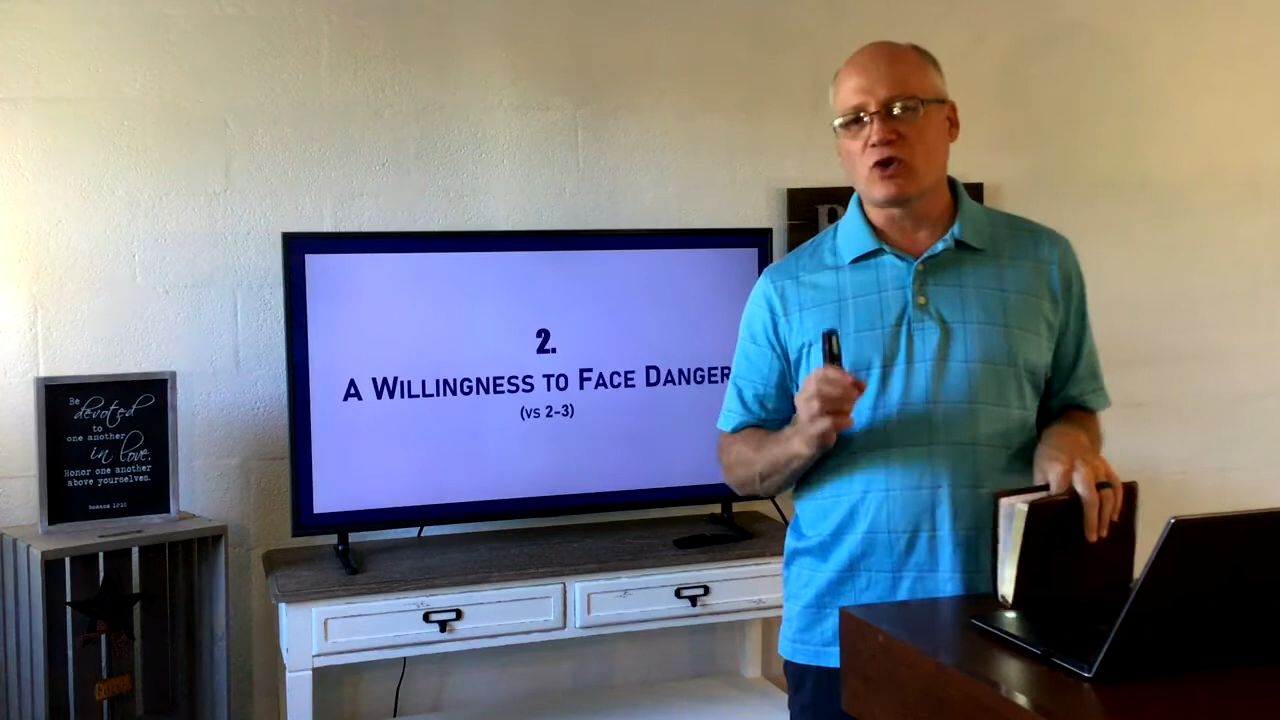 2.
A WILLINGNESS TO FACE DANGER
(VS 2-3)
Be
devoted
to
one another
in love.
Honor one another
above yourselves.
Romans 12:10